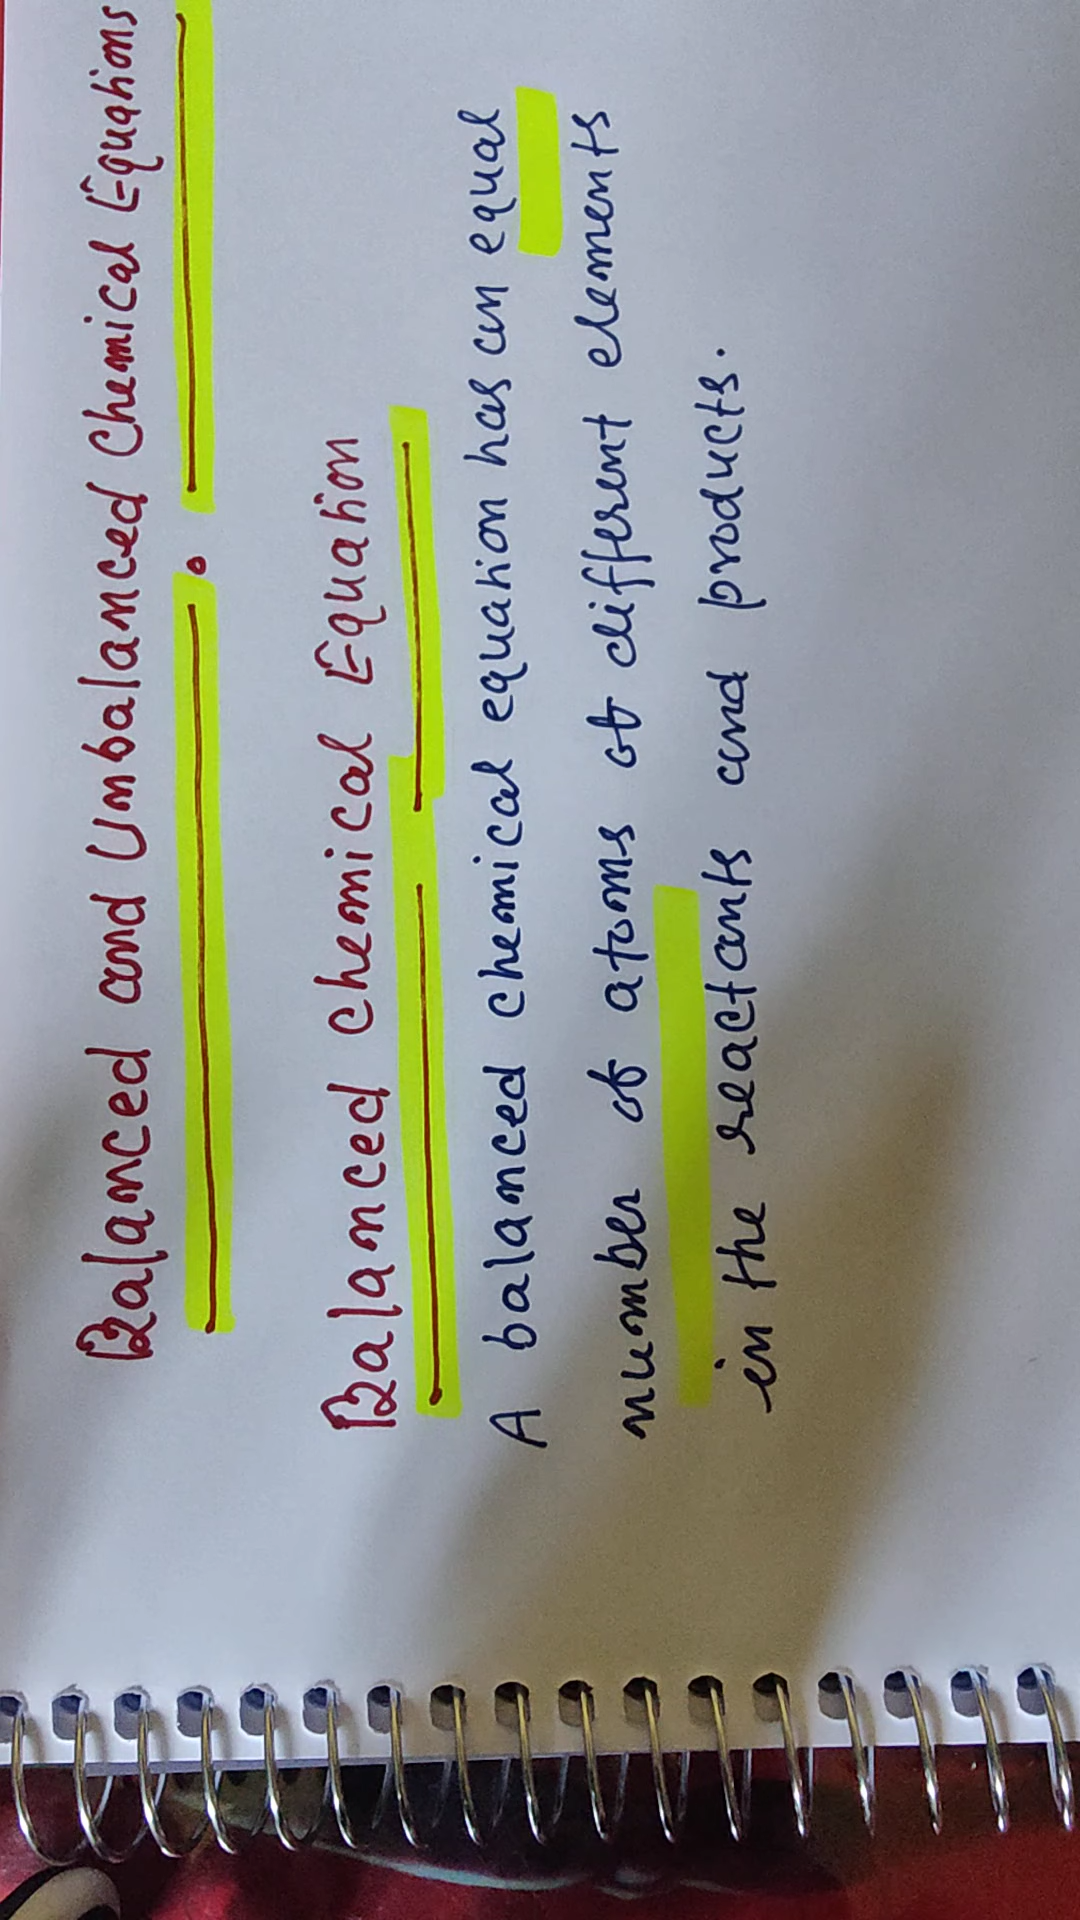 Balanced and Unbalanced Chemical Equations
Balanced chemical Equation
A balanced chemical equation has an equal
number of atoms of different elements
in the reactants and products.